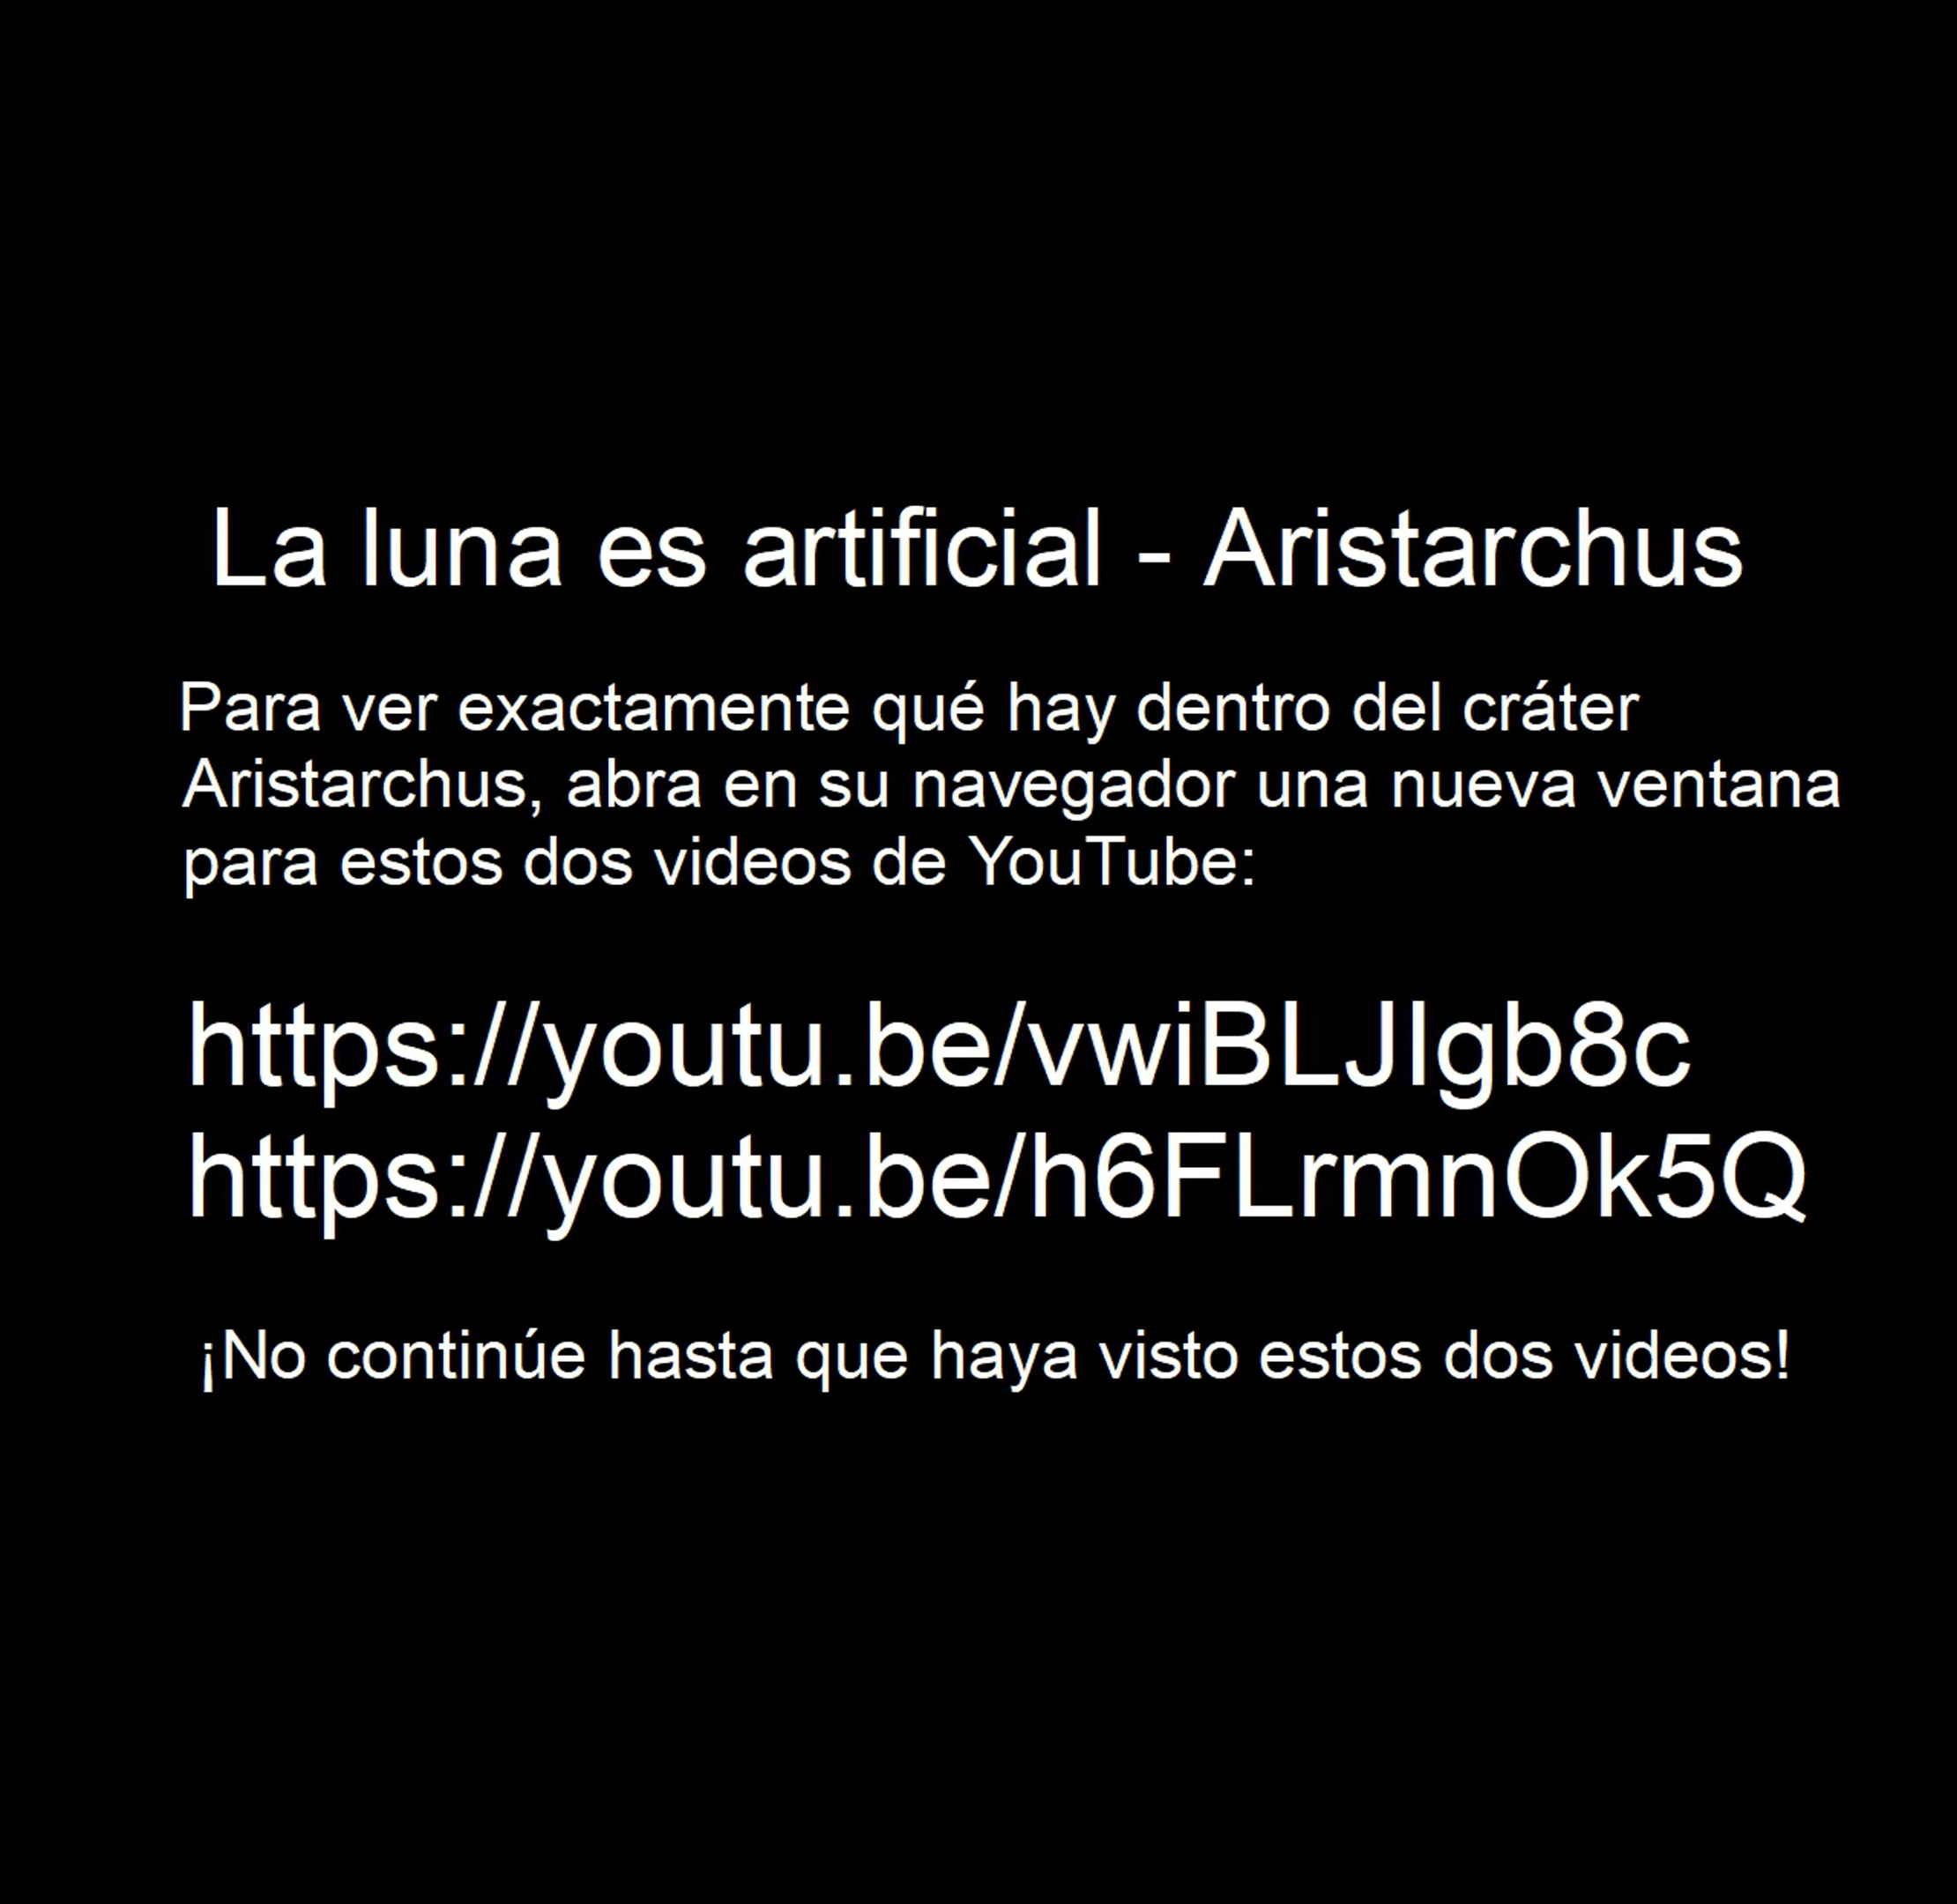 La luna es artificial - Aristarchus
Para ver exactamente qué hay dentro del cráter
Aristarchus, abra en su navegador una nueva ventana
para estos dos videos de YouTube:
https://youtu.be/vwiBLJIgb8c
https://youtu.be/h6FLrmnOk5Q
¡No continúe hasta que haya visto estos dos videos!